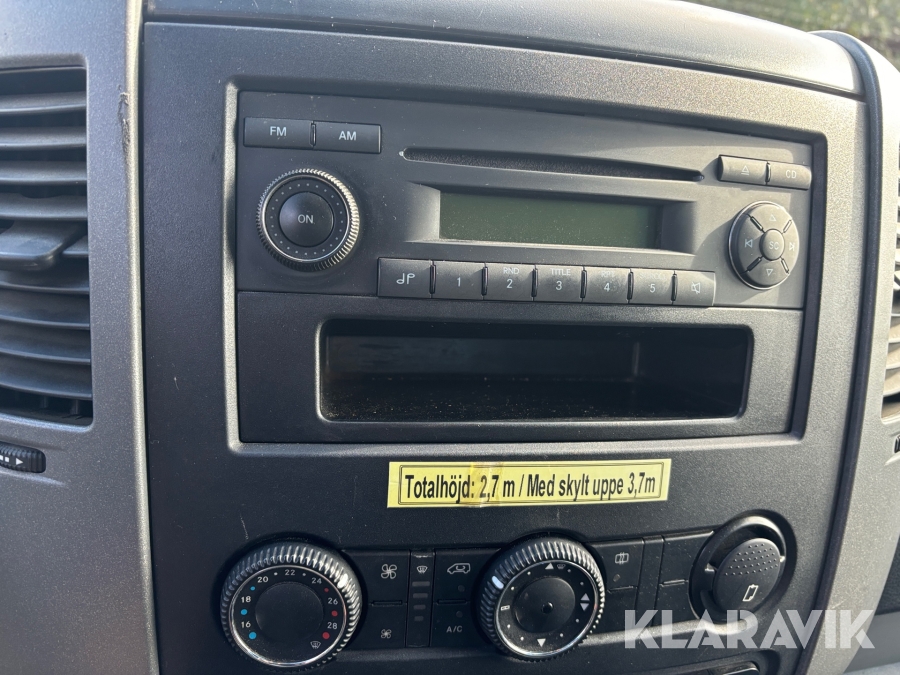 FM AM
CD
ON
SC
RND TITLE
1 2 3 4 5
Totalhöjd: 2,7 m / Med skylt uppe 3,7m
20 22 24
18 26
16 28
A/C
KLARAVIK